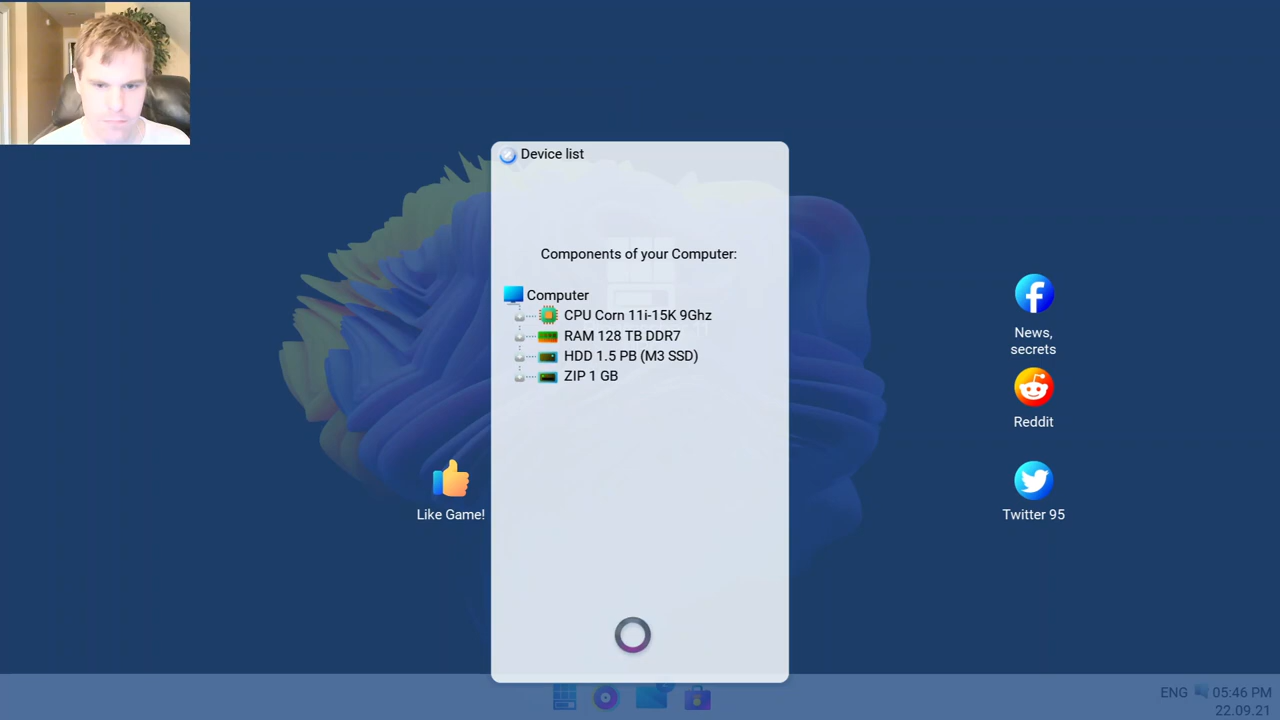 Device list
Components of your Computer:
Computer
CPU Corn 11i-15K 9Ghz
RAM 128 TB DDR7
HDD 1.5 PB (M3 SSD)
ZIP 1 GB
Like Game!
News,
secrets
Reddit
Twitter 95
ENG 05:46 PM
22.09.21